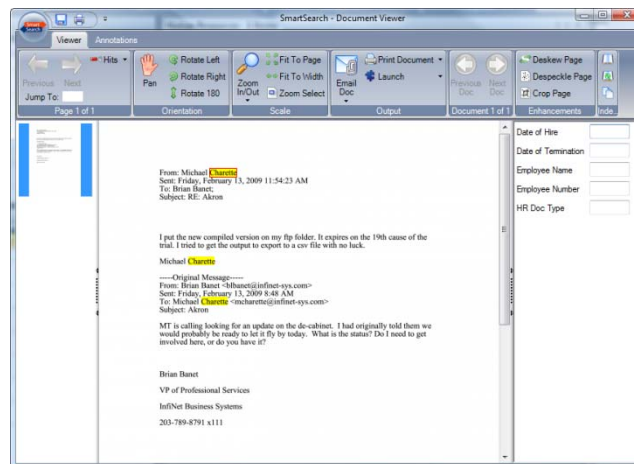 SmartSearch - Document Viewer
Smart Search
Viewer Annotations
Previous Next
Jump To:
Hits
Page 1 of 1
Pan
Rotate Left
Rotate Right
Rotate 180
Orientation
Zoom In/Out
Fit To Page
Fit To Width
Zoom Select
Scale
Email Doc
Print Document
Launch
Output
Previous Doc
Next Doc
Document 1 of 1
Deskew Page
Despeckle Page
Crop Page
Enhancements
Inde...
From: Michael Charette
Sent: Friday, February 13, 2009 11:54:23 AM
To: Brian Banet;
Subject: RE: Akron
I put the new compiled version on my ftp folder. It expires on the 19th cause of the
trial. I tried to get the output to export to a csv file with no luck.
Michael Charette
-----Original Message-----
From: Brian Banet <blbanet@infinet-sys.com>
Sent: Friday, February 13, 2009 8:48 AM
To: Michael Charette <mcharette@infinet-sys.com>
Subject: Akron
MT is calling looking for an update on the de-cabinet. I had originally told them we
would probably be ready to let it fly by today. What is the status? Do I need to get
involved here, or do you have it?
Brian Banet
VP of Professional Services
InfiNet Business Systems
203-789-8791 x111
Date of Hire
Date of Termination
Employee Name
Employee Number
HR Doc Type